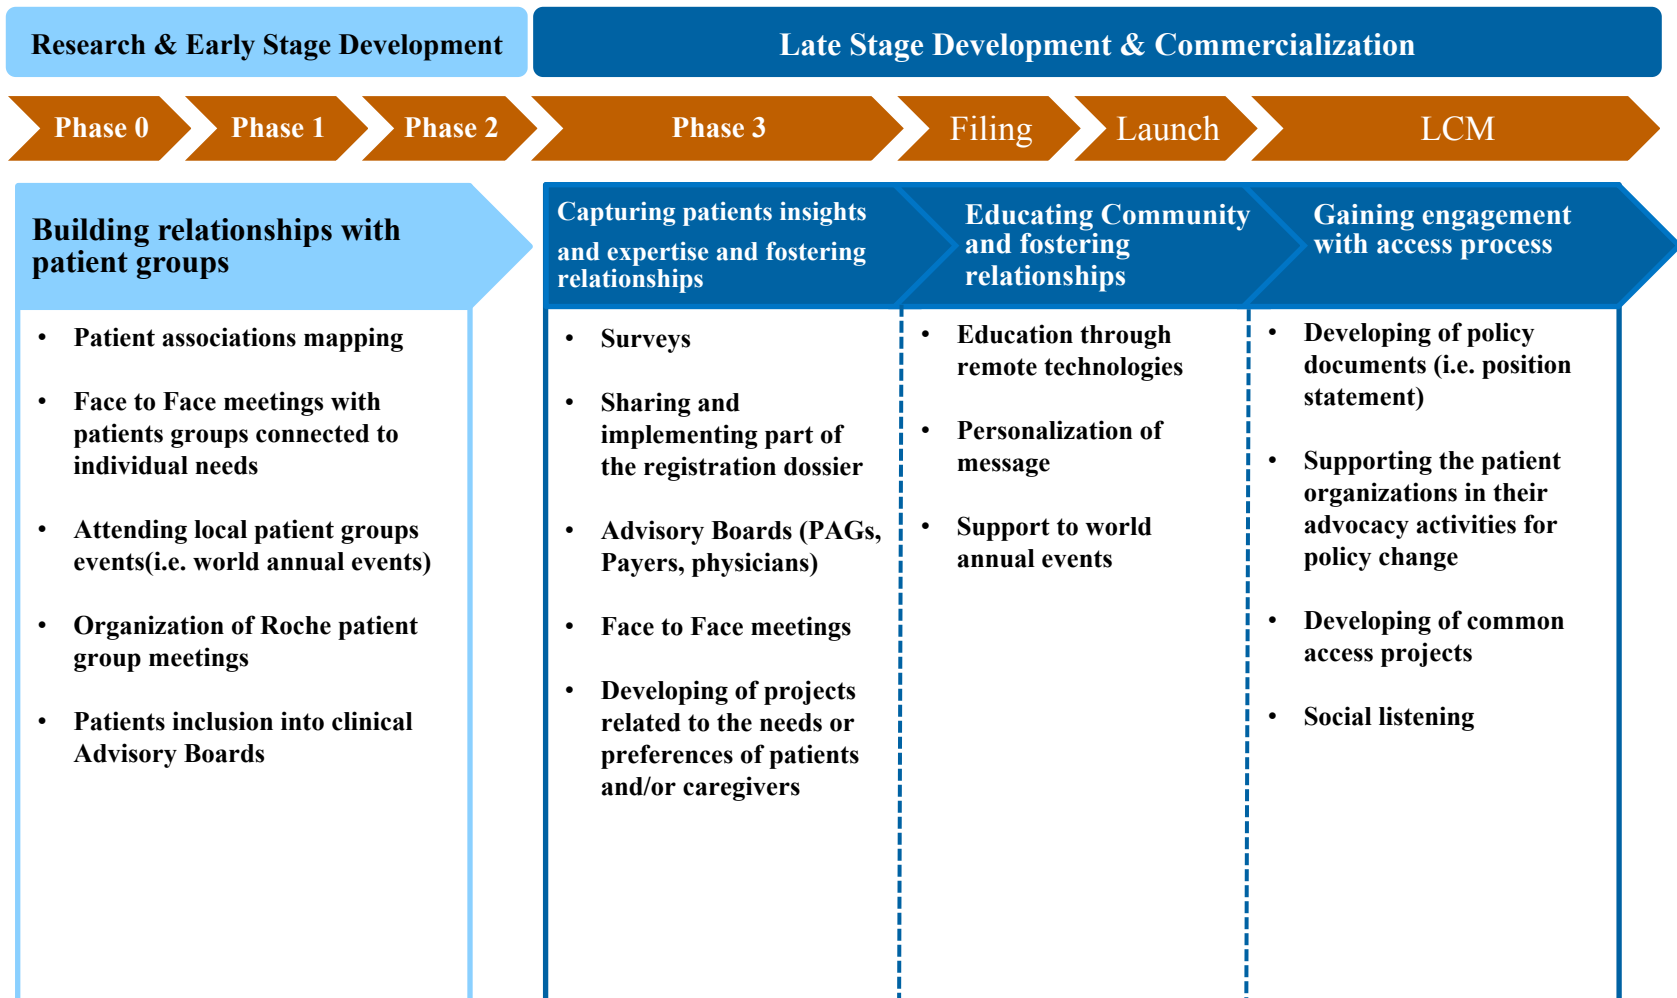 Research & Early Stage Development
Late Stage Development & Commercialization
Phase 0
Phase 1
Phase 2
Phase 3
Filing
Launch
LCM
Building relationships with
patient groups
• Patient associations mapping
• Face to Face meetings with
patients groups connected to
individual needs
• Attending local patient groups
events(i.e. world annual events)
• Organization of Roche patient
group meetings
• Patients inclusion into clinical
Advisory Boards
Capturing patients insights
and expertise and fostering
relationships
• Surveys
• Sharing and
implementing part of
the registration dossier
• Advisory Boards (PAGs,
Payers, physicians)
• Face to Face meetings
• Developing of projects
related to the needs or
preferences of patients
and/or caregivers
Educating Community
and fostering
relationships
• Education through
remote technologies
• Personalization of
message
• Support to world
annual events
Gaining engagement
with access process
• Developing of policy
documents (i.e. position
statement)
• Supporting the patient
organizations in their
advocacy activities for
policy change
• Developing of common
access projects
• Social listening